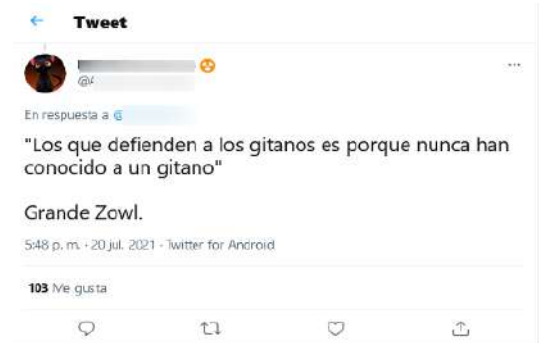 Tweet
En respuesta a
"Los que defienden a los gitanos es porque nunca han
conocido a un gitano"
Grande Zowl.
5:48 p. m. · 20 jul. 2021 · Twitter for Android
103 Me gusta